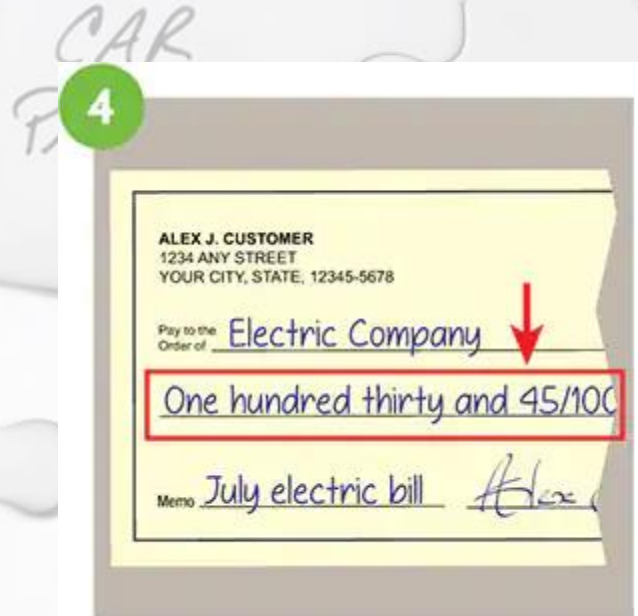 CAR
4
ALEX J. CUSTOMER
1234 ANY STREET
YOUR CITY, STATE, 12345-5678
Pay to the
Order of Electric Company
One hundred thirty and 45/100
Memo July electric bill Alex